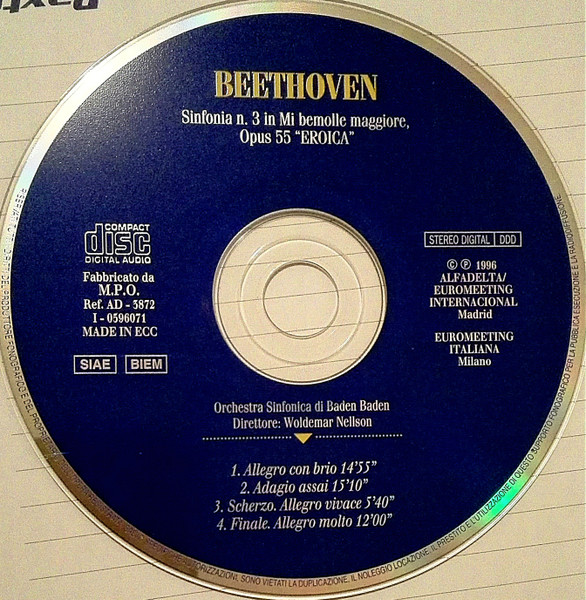 BEETHOVEN
Sinfonia n. 3 in Mi bemolle maggiore,
Opus 55 “EROICA”
COMPACT
disc
DIGITAL AUDIO
Fabbricato da
M.P.O.
Ref. AD - 3872
I - 0596071
MADE IN ECC
SIAE BIEM
STEREO DIGITAL DDD
© ℗ 1996
ALFADELTA/
EUROMEETING
INTERNACIONAL
Madrid
EUROMEETING
ITALIANA
Milano
Orchestra Sinfonica di Baden Baden
Direttore: Woldemar Nellson
1. Allegro con brio 14'55”
2. Adagio assai 15'10”
3. Scherzo. Allegro vivace 5'40”
4. Finale. Allegro molto 12'00”
AUTORIZZAZIONI, SONO VIETATI LA DUPLICAZIONE, IL NOLEGGIO LOCAZIONE, IL PRESTITO E L'UTILIZZAZIONE DI QUESTO SUPPORTO FONOGRAFICO PER LA PUBBLICA ESECUZIONE E LA RADIODIFFUSIONE